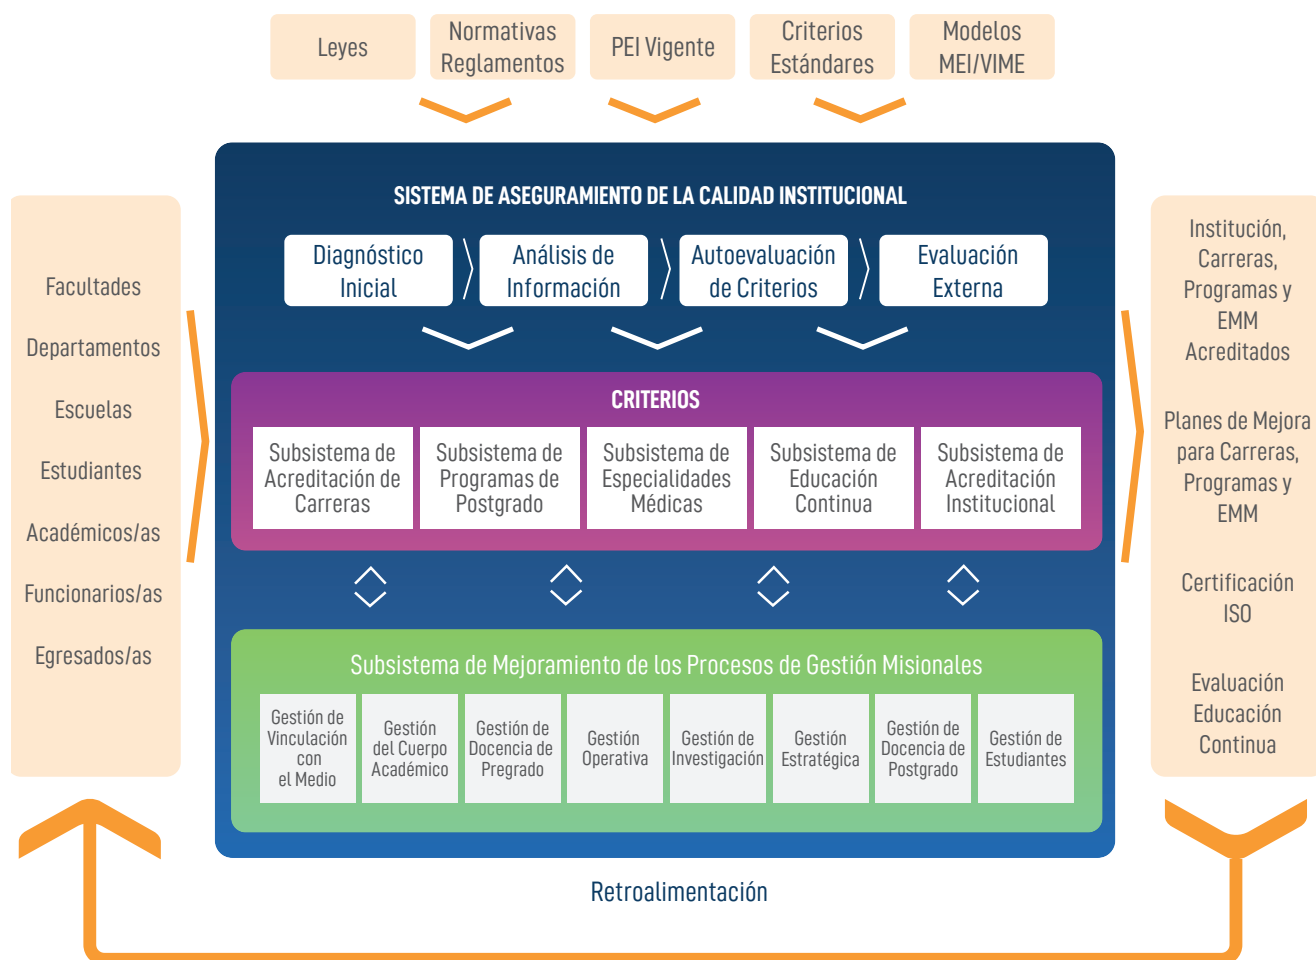 Leyes
Normativas
Reglamentos
PEI Vigente
Criterios
Estándares
Modelos
MEI/VIME
Facultades
Departamentos
Escuelas
Estudiantes
Académicos/as
Funcionarios/as
Egresados/as
SISTEMA DE ASEGURAMIENTO DE LA CALIDAD INSTITUCIONAL
Diagnóstico
Inicial
Análisis de
Información
Autoevaluación
de Criterios
Evaluación
Externa
CRITERIOS
Subsistema de
Acreditación de
Carreras
Subsistema de
Programas de
Postgrado
Subsistema de
Especialidades
Médicas
Subsistema de
Educación
Continua
Subsistema de
Acreditación
Institucional
Subsistema de Mejoramiento de los Procesos de Gestión Misionales
Gestión de
Vinculación
con
el Medio
Gestión
del Cuerpo
Académico
Gestión de
Docencia de
Pregrado
Gestión
Operativa
Gestión de
Investigación
Gestión
Estratégica
Gestión de
Docencia de
Postgrado
Gestión de
Estudiantes
Institución,
Carreras,
Programas y
EMM
Acreditados
Planes de Mejora
para Carreras,
Programas y
EMM
Certificación
ISO
Evaluación
Educación
Continua
Retroalimentación